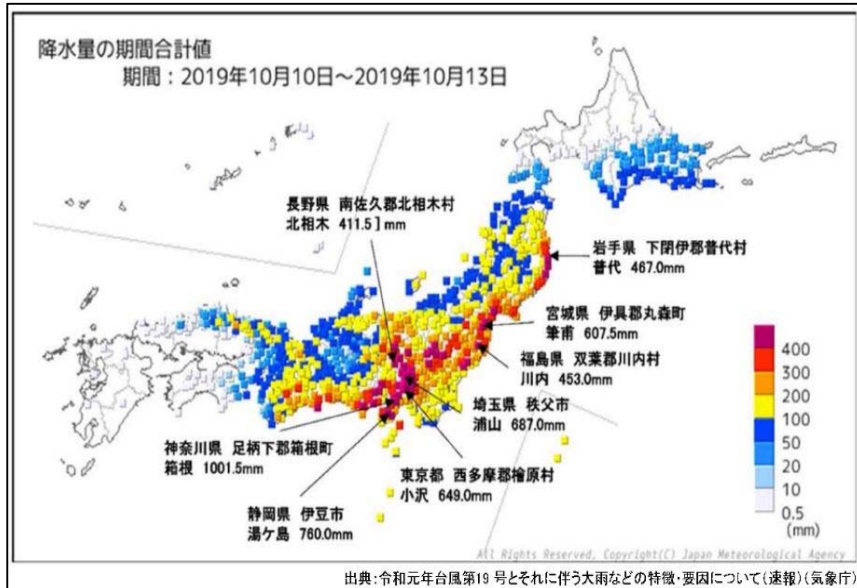 降水量の期間合計値
期間：2019年10月10日～2019年10月13日
長野県 南佐久郡北相木村
北相木 411.5］mm
岩手県 下閉伊郡普代村
普代 467.0mm
宮城県 伊具郡丸森町
筆甫 607.5mm
福島県 双葉郡川内村
川内 453.0mm
埼玉県 秩父市
浦山 687.0mm
神奈川県 足柄下郡箱根町
箱根 1001.5mm
東京都 西多摩郡檜原村
小沢 649.0mm
静岡県 伊豆市
湯ケ島 760.0mm
400
300
200
100
50
20
10
0.5
(mm)
All Rights Reserved, Copyright(C) Japan Meteorological Agency
出典：令和元年台風第19号とそれに伴う大雨などの特徴・要因について（速報）（気象庁）